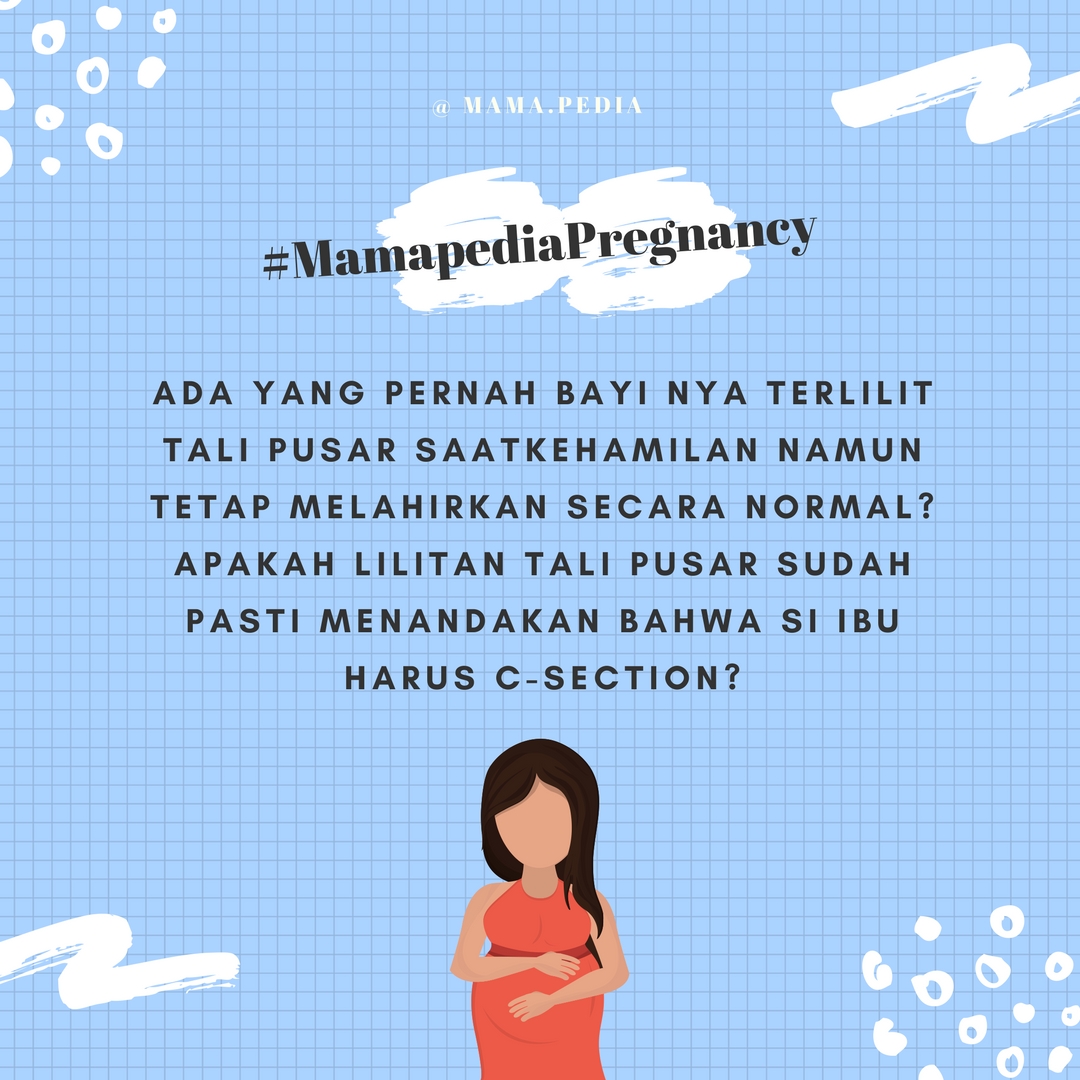 @ MAMA.PEDIA
#MamapediaPregnancy
ADA YANG PERNAH BAYI NYA TERLILIT
TALI PUSAR SAATKEHAMILAN NAMUN
TETAP MELAHIRKAN SECARA NORMAL?
APAKAH LILITAN TALI PUSAR SUDAH
PASTI MENANDAKAN BAHWA SI IBU
HARUS C-SECTION?